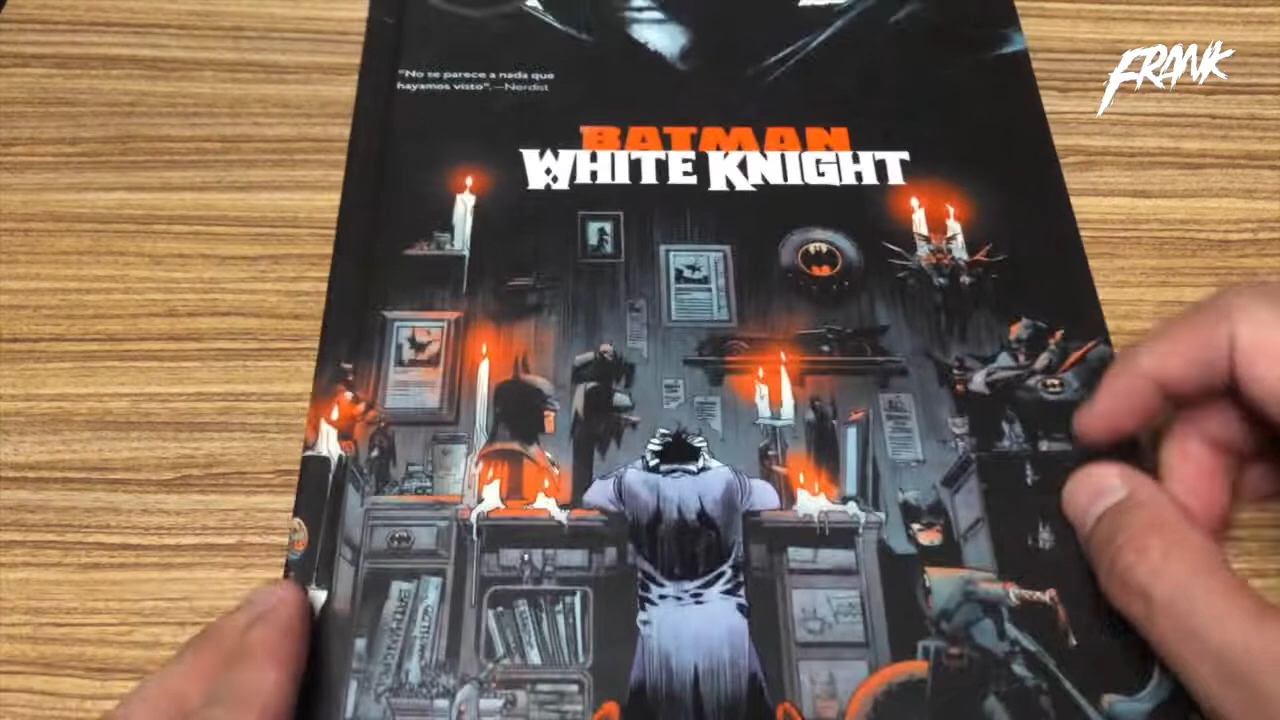 FRANK
"No se parece a nada que
hayamos visto".—Nerdist
BATMAN
WHITE KNIGHT